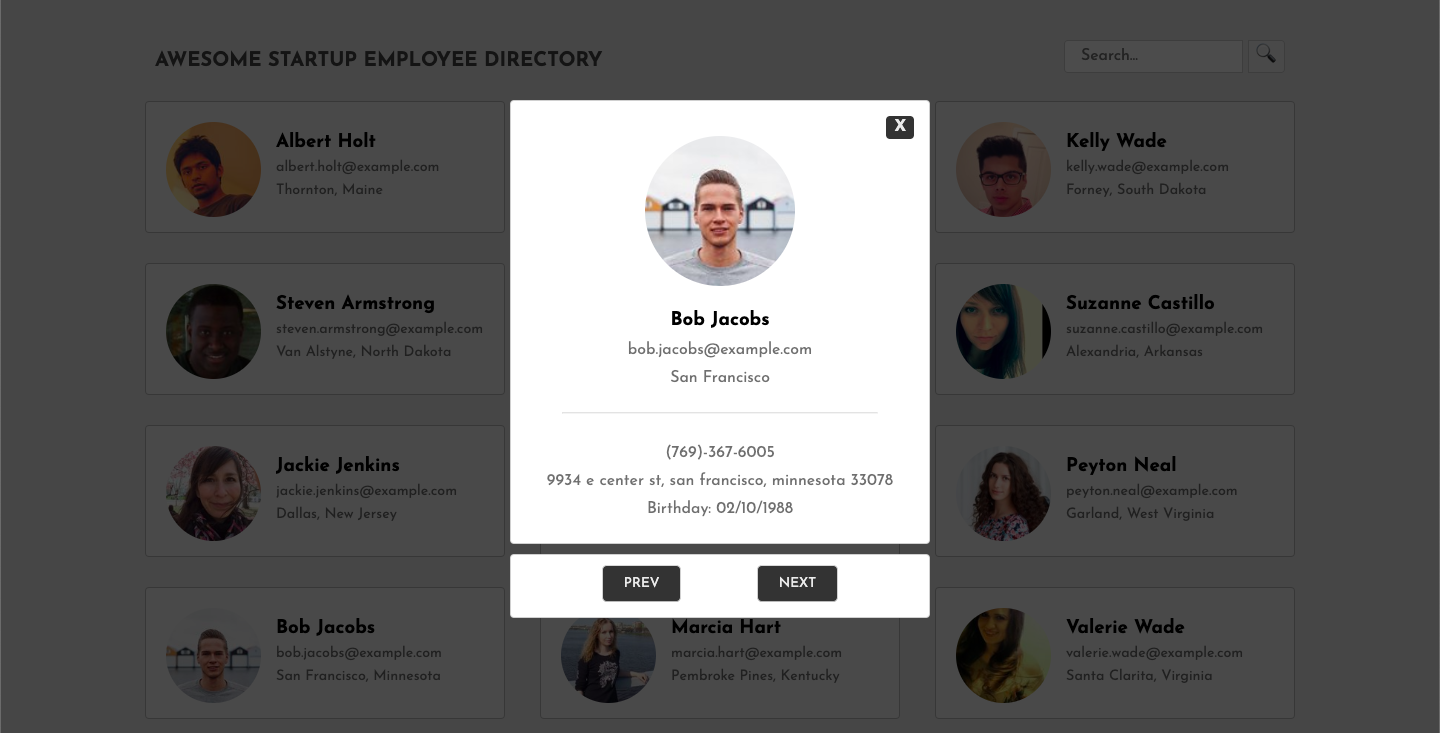 AWESOME STARTUP EMPLOYEE DIRECTORY
Search...
X
Albert Holt
albert.holt@example.com
Thornton, Maine
Kelly Wade
kelly.wade@example.com
Forney, South Dakota
Steven Armstrong
steven.armstrong@example.com
Van Alstyne, North Dakota
Bob Jacobs
bob.jacobs@example.com
San Francisco
(769)-367-6005
9934 e center st, san francisco, minnesota 33078
Birthday: 02/10/1988
PREV
NEXT
Suzanne Castillo
suzanne.castillo@example.com
Alexandria, Arkansas
Jackie Jenkins
jackie.jenkins@example.com
Dallas, New Jersey
Peyton Neal
peyton.neal@example.com
Garland, West Virginia
Bob Jacobs
bob.jacobs@example.com
San Francisco, Minnesota
Marcia Hart
marcia.hart@example.com
Pembroke Pines, Kentucky
Valerie Wade
valerie.wade@example.com
Santa Clarita, Virginia